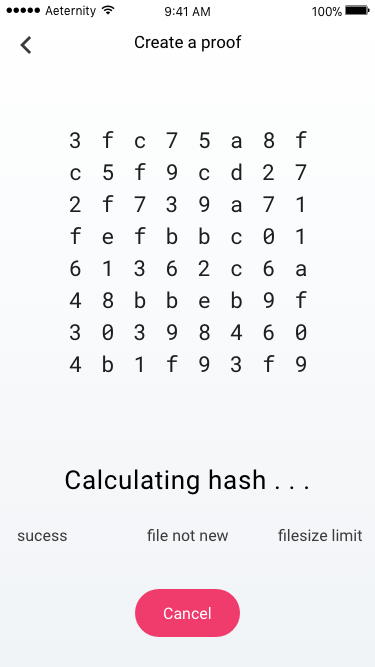 Aeternity 9:41 AM 100%
Create a proof
3 f c 7 5 a 8 f
c 5 f 9 c d 2 7
2 f 7 3 9 a 7 1
f e f b b c 0 1
6 1 3 6 2 c 6 a
4 8 b b e b 9 f
3 0 3 9 8 4 6 0
4 b 1 f 9 3 f 9
Calculating hash . . .
sucess file not new filesize limit
Cancel